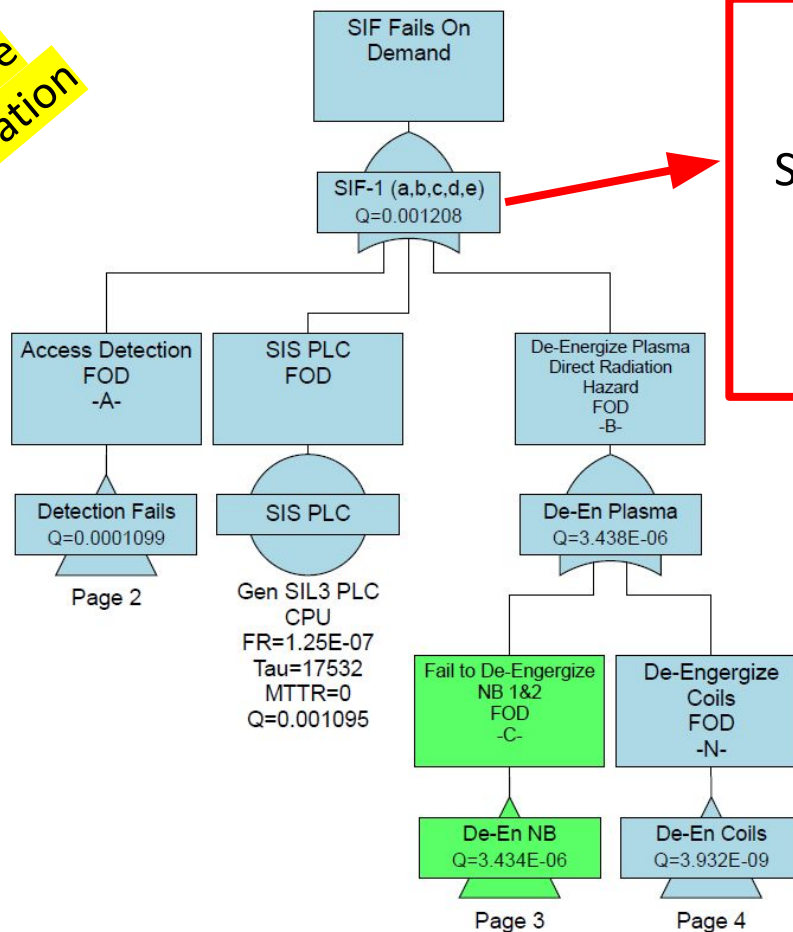 ation
SIF Fails On
Demand
SIF-1 (a,b,c,d,e)
Q=0.001208
S
Access Detection
FOD
-A-
Detection Fails
Q=0.0001099
Page 2
SIS PLC
FOD
SIS PLC
Gen SIL3 PLC
CPU
FR=1.25E-07
Tau=17532
MTTR=0
Q=0.001095
De-Energize Plasma
Direct Radiation
Hazard
FOD
-B-
De-En Plasma
Q=3.438E-06
Fail to De-Engergize
NB 1&2
FOD
-C-
De-En NB
Q=3.434E-06
Page 3
De-Engergize
Coils
FOD
-N-
De-En Coils
Q=3.932E-09
Page 4